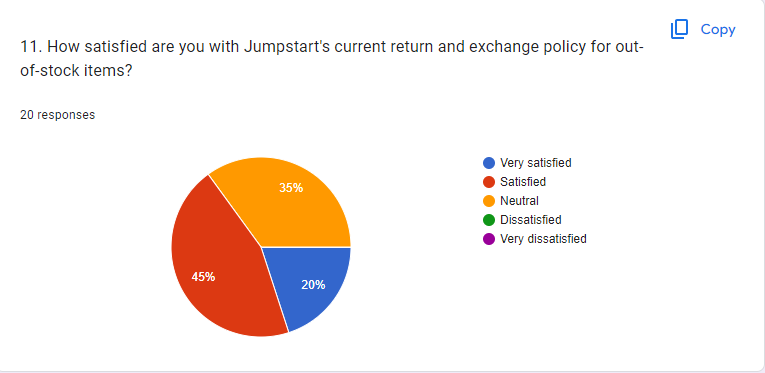 Copy
11. How satisfied are you with Jumpstart's current return and exchange policy for out-
of-stock items?
20 responses
35%
45%
20%
Very satisfied
Satisfied
Neutral
Dissatisfied
Very dissatisfied